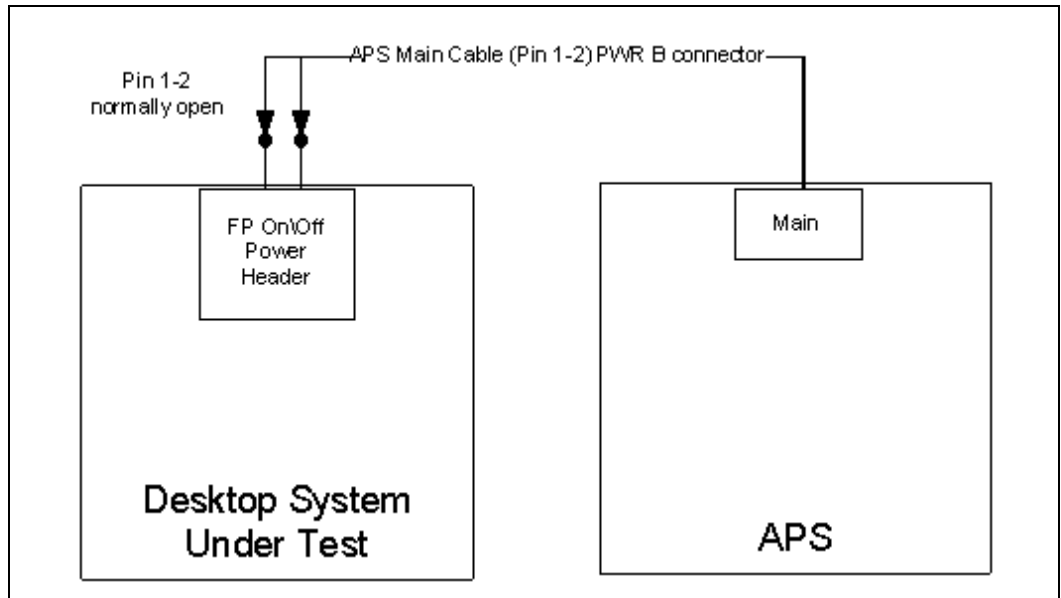 APS Main Cable (Pin 1-2) PWR B connector
Pin 1-2
normally open
FP On\Off
Power
Header
Main
Desktop System
Under Test
APS